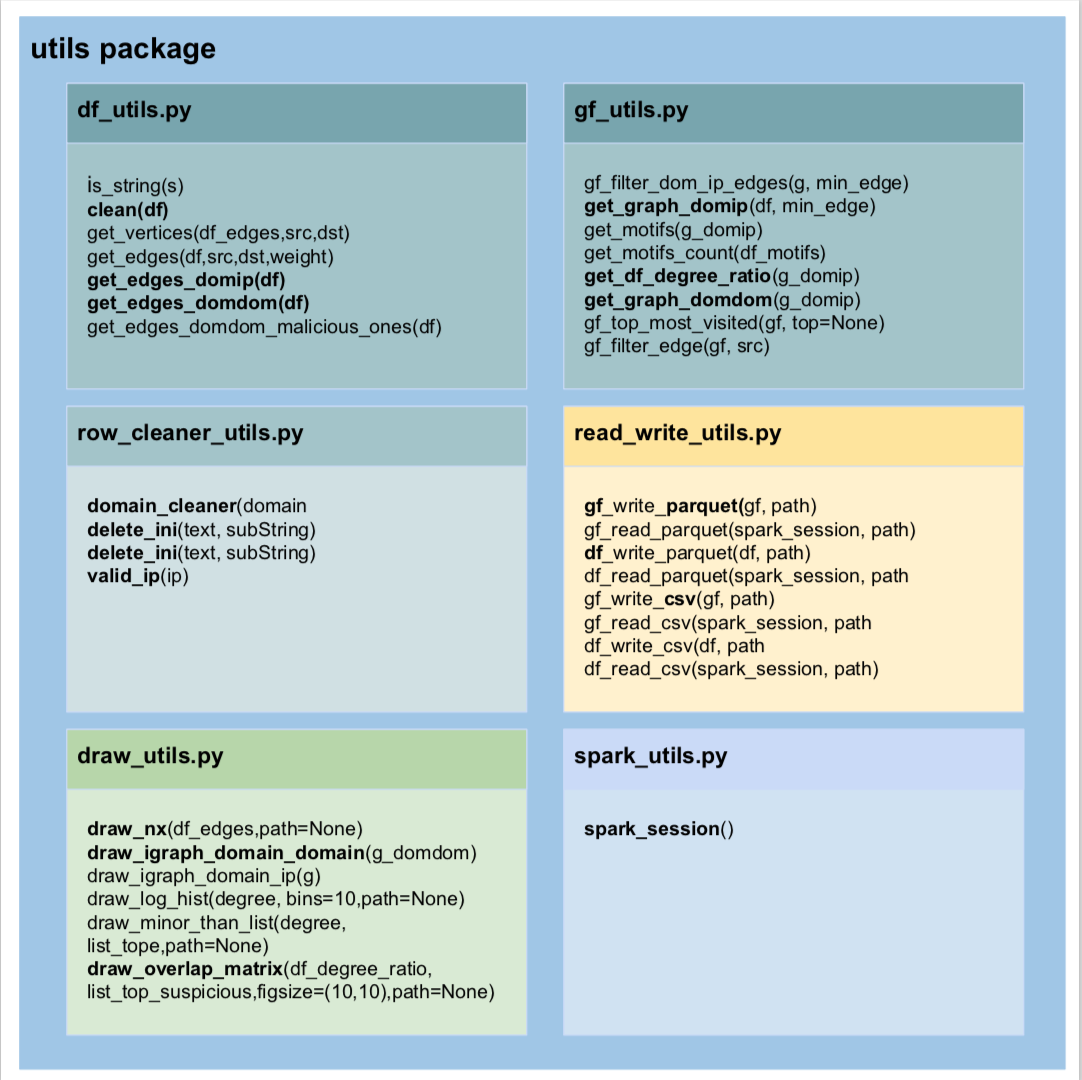 utils package
df_utils.py
is_string(s)
clean(df)
get_vertices(df_edges,src,dst)
get_edges(df,src,dst,weight)
get_edges_domip(df)
get_edges_domdom(df)
get_edges_domdom_malicious_ones(df)
gf_utils.py
gf_filter_dom_ip_edges(g, min_edge)
get_graph_domip(df, min_edge)
get_motifs(g_domip)
get_motifs_count(df_motifs)
get_df_degree_ratio(g_domip)
get_graph_domdom(g_domip)
gf_top_most_visited(gf, top=None)
gf_filter_edge(gf, src)
row_cleaner_utils.py
domain_cleaner(domain
delete_ini(text, subString)
delete_ini(text, subString)
valid_ip(ip)
read_write_utils.py
gf_write_parquet(gf, path)
gf_read_parquet(spark_session, path)
df_write_parquet(df, path)
df_read_parquet(spark_session, path
gf_write_csv(gf, path)
gf_read_csv(spark_session, path
df_write_csv(df, path
df_read_csv(spark_session, path)
draw_utils.py
draw_nx(df_edges,path=None)
draw_igraph_domain_domain(g_domdom)
draw_igraph_domain_ip(g)
draw_log_hist(degree, bins=10,path=None)
draw_minor_than_list(degree,
list_tope,path=None)
draw_overlap_matrix(df_degree_ratio,
list_top_suspicious,figsize=(10,10),path=None)
spark_utils.py
spark_session()